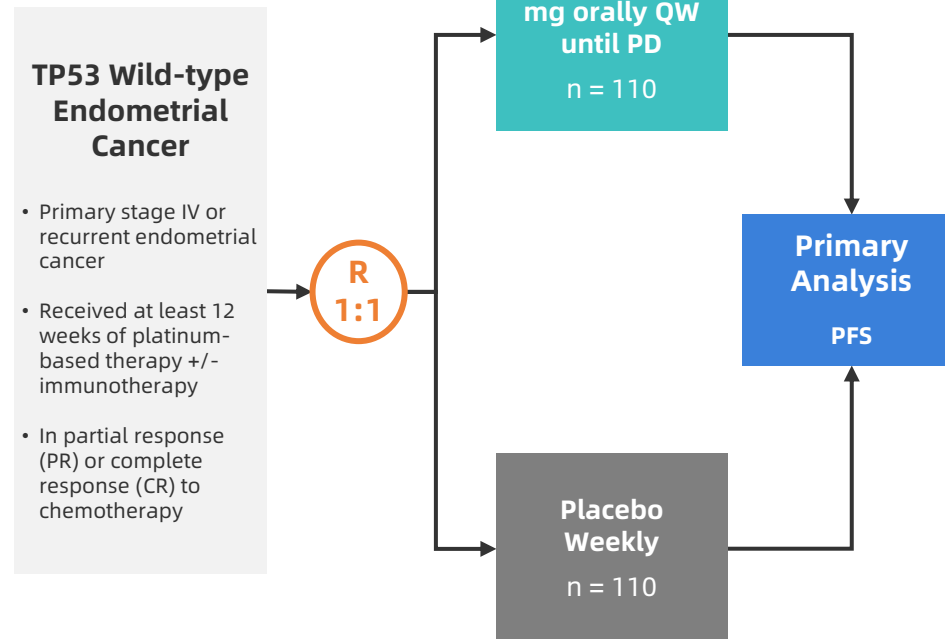 TP53 Wild-type
Endometrial
Cancer
• Primary stage IV or
recurrent endometrial
cancer
• Received at least 12
weeks of platinum-
based therapy +/-
immunotherapy
• In partial response
(PR) or complete
response (CR) to
chemotherapy
R
1:1
mg orally QW
until PD
n = 110
Placebo
Weekly
n = 110
Primary
Analysis
PFS